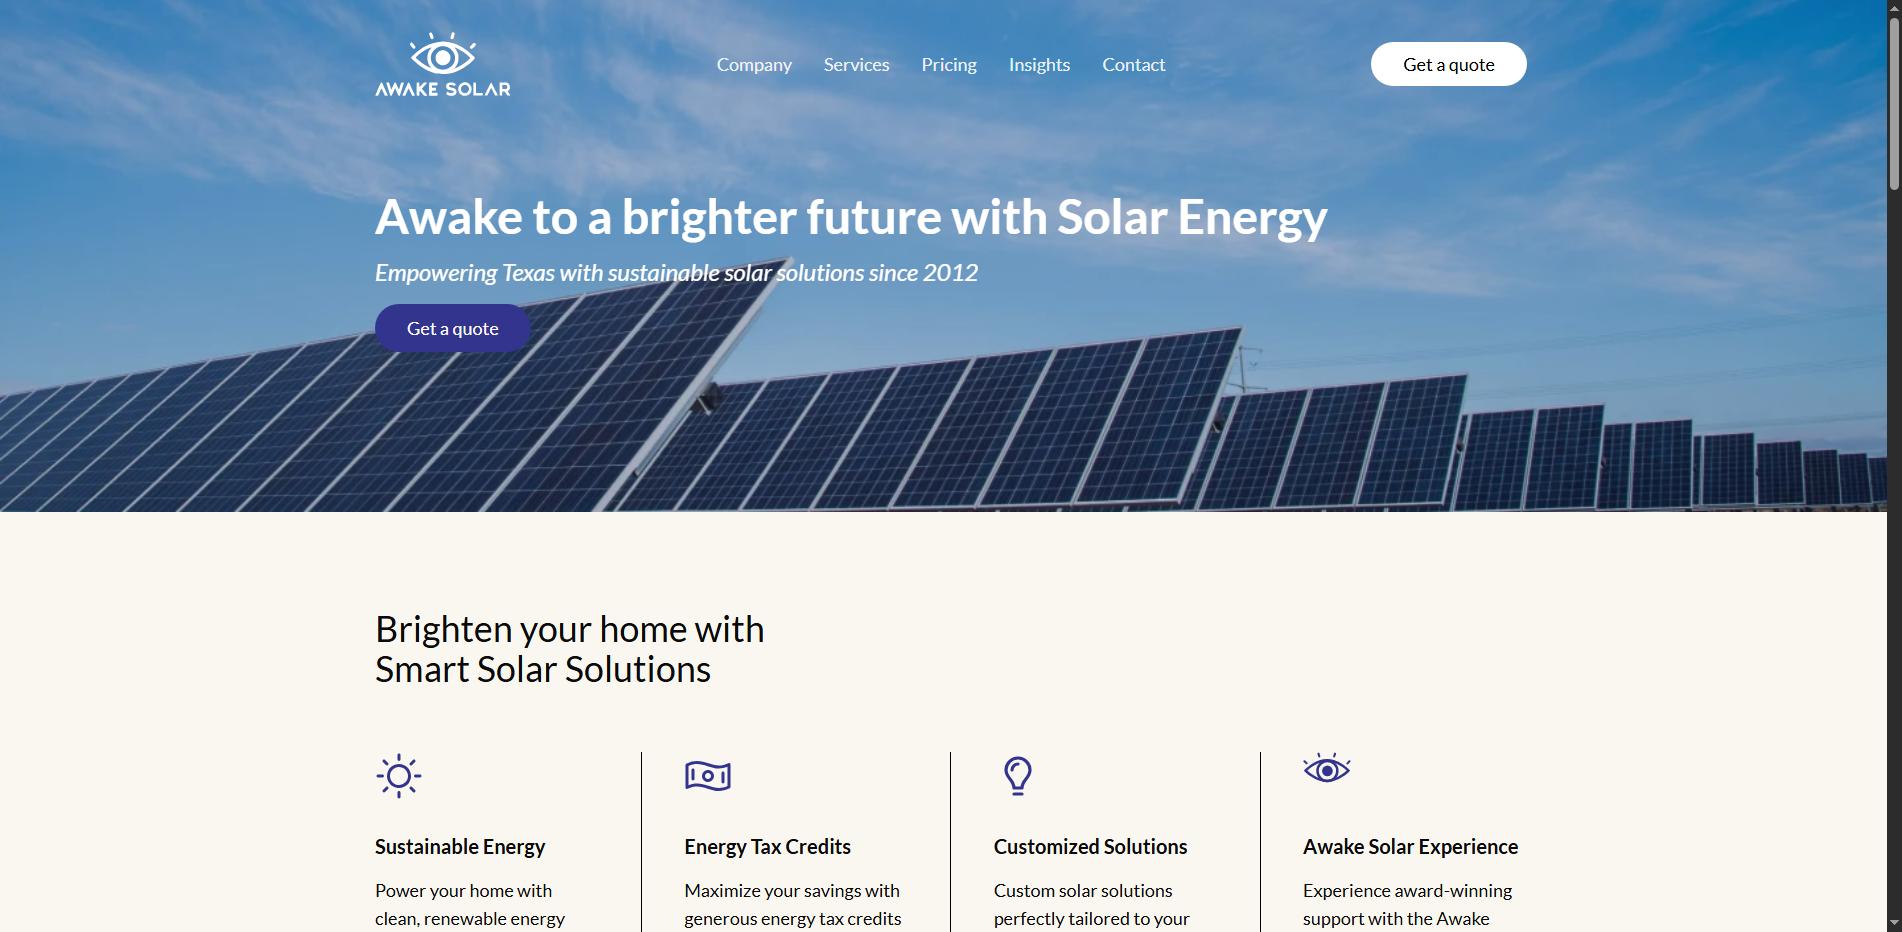 AWAKE SOLAR
Company
Services
Pricing
Insights
Contact
Get a quote
Awake to a brighter future with Solar Energy
Empowering Texas with sustainable solar solutions since 2012
Get a quote
Brighten your home with
Smart Solar Solutions
Sustainable Energy
Power your home with
clean, renewable energy
Energy Tax Credits
Maximize your savings with
generous energy tax credits
Customized Solutions
Custom solar solutions
perfectly tailored to your
Awake Solar Experience
Experience award-winning
support with the Awake